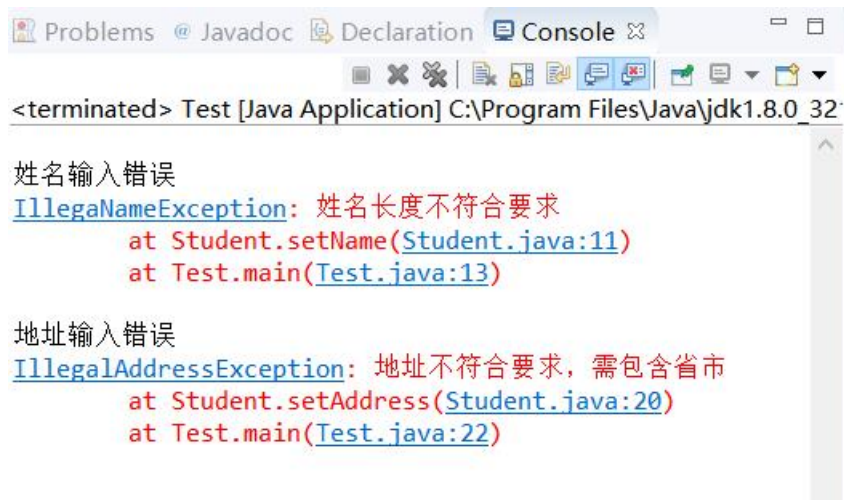 Problems @ Javadoc Declaration Console
<terminated> Test [Java Application] C:\Program Files\Java\jdk1.8.0_32
姓名输入错误
IllegaNameException: 姓名长度不符合要求
at Student.setName(Student.java:11)
at Test.main(Test.java:13)
地址输入错误
IllegalAddressException: 地址不符合要求，需包含省市
at Student.setAddress(Student.java:20)
at Test.main(Test.java:22)